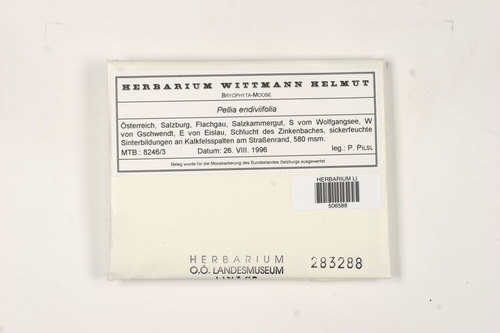 HERBARIUM WITTMANN HELMUT
BRYOPHYTA-MOOSE
Pellia endiviifolia
Österreich, Salzburg, Flachgau, Salzkammergut, S vom Wolfgangsee, W
von Gschwendt, E von Eislau, Schlucht des Zinkenbaches, sickerfeuchte
Sinterbildungen an Kalkfelsspalten am Straßenrand, 580 msm.
MTB.: 8246/3 Datum: 26. VIII. 1996 leg.: P. PILSL
Beleg wurde für die Mooskartierung des Bundeslandes Salzburgs ausgewertet
HERBARIUM LI
506588
HERBARIUM
O.Ö. LANDESMUSEUM
283288